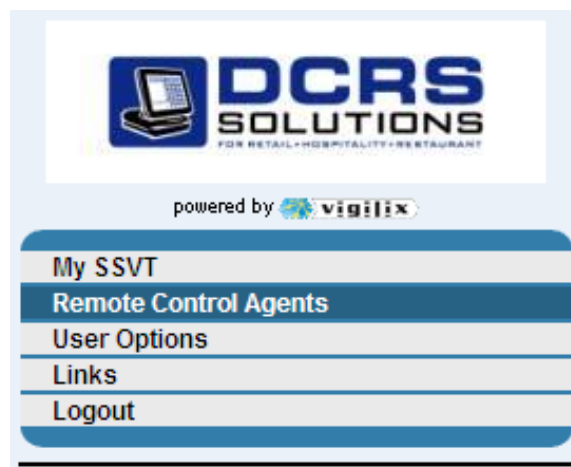 DCRS
SOLUTIONS
FOR RETAIL•HOSPITALITY•RESTAURANT
powered by vigilix
My SSVT
Remote Control Agents
User Options
Links
Logout